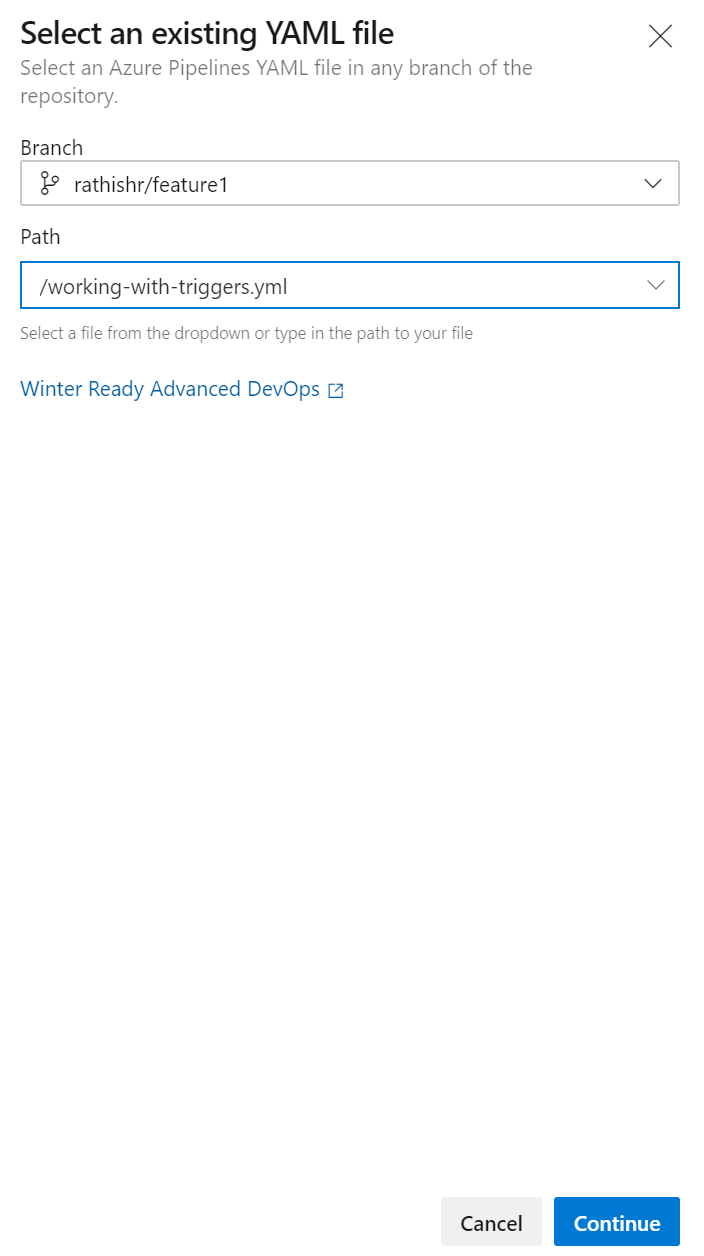 Select an existing YAML file
Select an Azure Pipelines YAML file in any branch of the
repository.
Branch
rathishr/feature1
Path
/working-with-triggers.yml
Select a file from the dropdown or type in the path to your file
Winter Ready Advanced DevOps
Cancel
Continue